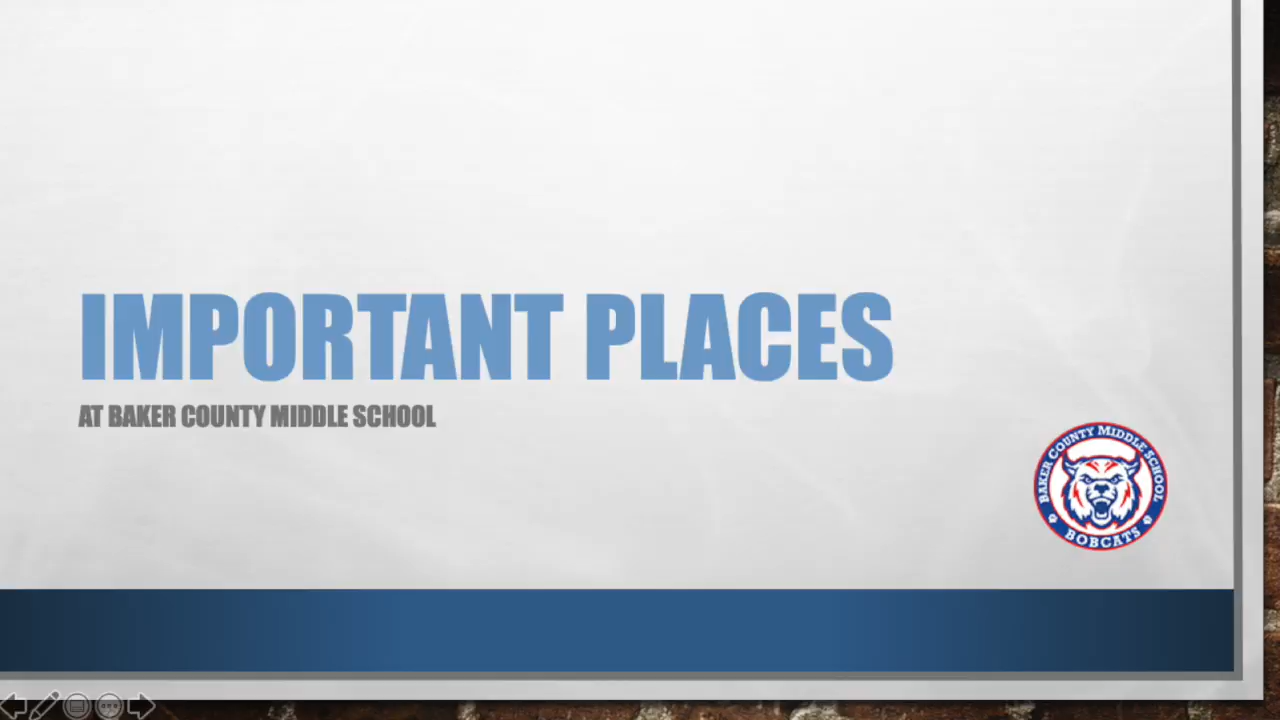 IMPORTANT PLACES
AT BAKER COUNTY MIDDLE SCHOOL
BAKER COUNTY MIDDLE SCHOOL
BOBCATS